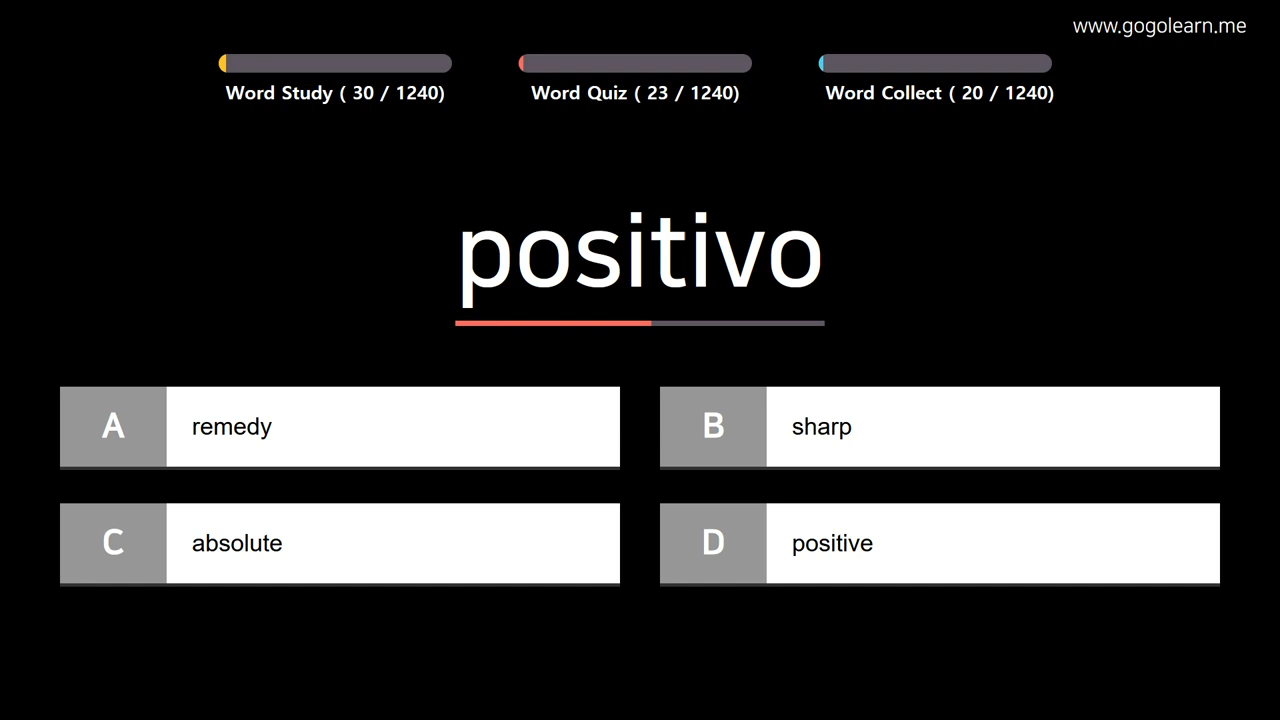 www.gogolearn.me
Word Study ( 30 / 1240)
Word Quiz ( 23 / 1240)
Word Collect ( 20 / 1240)
positivo
A remedy
B sharp
C absolute
D positive